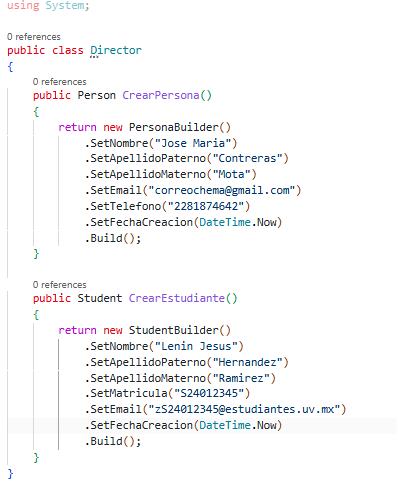 using System;
0 references
public class Director
{
0 references
public Person CrearPersona()
{
return new PersonaBuilder()
.SetNombre("Jose Maria")
.SetApellidoPaterno("Contreras")
.SetApellidoMaterno("Mota")
.SetEmail("correochema@gmail.com")
.SetTelefono("2281874642")
.SetFechaCreacion(DateTime.Now)
.Build();
}
0 references
public Student CrearEstudiante()
{
return new StudentBuilder()
.SetNombre("Lenin Jesus")
.SetApellidoPaterno("Hernandez")
.SetApellidoMaterno("Ramirez")
.SetMatricula("S24012345")
.SetEmail("zS24012345@estudiantes.uv.mx")
.SetFechaCreacion(DateTime.Now)
.Build();
}
}